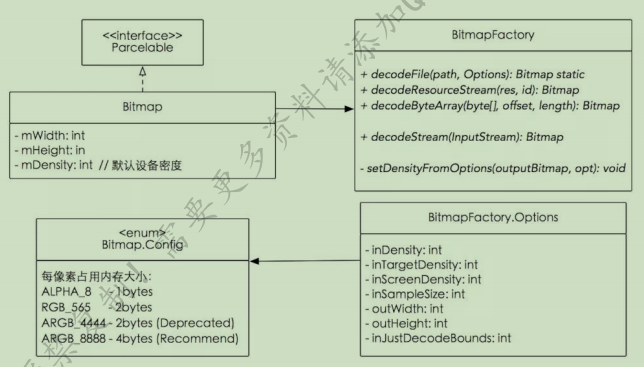 <<interface>>
Parcelable
Bitmap
- mWidth: int
- mHeight: in
- mDensity: int // 默认设备密度
BitmapFactory
+ decodeFile(path, Options): Bitmap static
+ decodeResourceStream(res, id): Bitmap
+ decodeByteArray(byte[], offset, length): Bitmap
+ decodeStream(InputStream): Bitmap
- setDensityFromOptions(outputBitmap, opt): void
<enum>
Bitmap.Config
每像素占用内存大小:
ALPHA_8 - 1bytes
RGB_565 - 2bytes
ARGB_4444 - 2bytes (Deprecated)
ARGB_8888 - 4bytes (Recommend)
BitmapFactory.Options
- inDensity: int
- inTargetDensity: int
- inScreenDensity: int
- inSampleSize: int
- outWidth: int
- outHeight: int
- inJustDecodeBounds: int
需要更多资料请添加